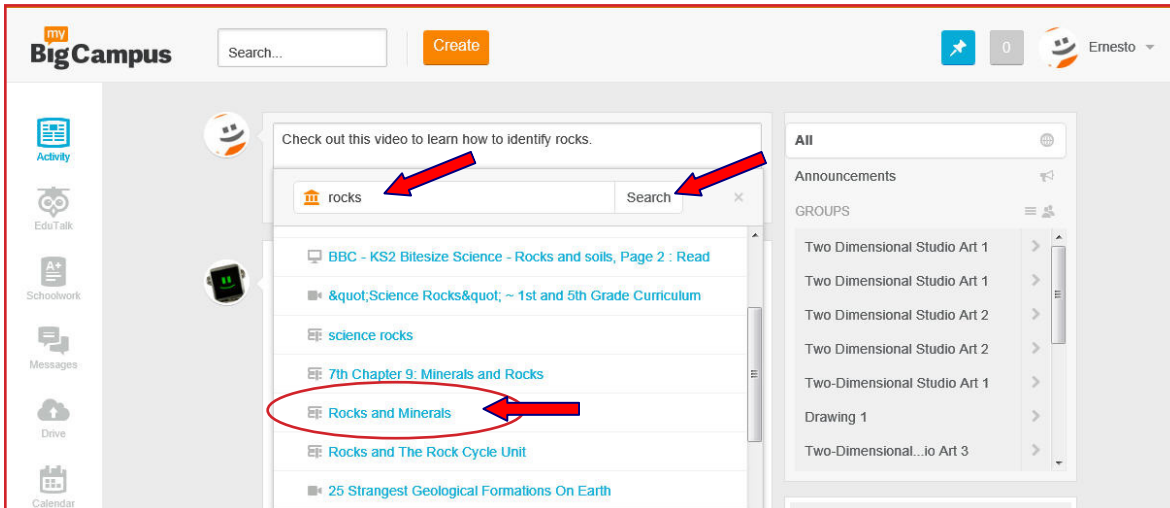 my
BigCampus
Search...
Create
0
Ernesto
Activity
EduTalk
A+
Schoolwork
Messages
Drive
Calendar
Check out this video to learn how to identify rocks.
rocks
Search
×
BBC - KS2 Bitesize Science - Rocks and soils, Page 2 : Read
&quot;Science Rocks&quot; ~ 1st and 5th Grade Curriculum
science rocks
7th Chapter 9: Minerals and Rocks
Rocks and Minerals
Rocks and The Rock Cycle Unit
25 Strangest Geological Formations On Earth
All
Announcements
GROUPS
Two Dimensional Studio Art 1
Two Dimensional Studio Art 1
Two Dimensional Studio Art 2
Two Dimensional Studio Art 2
Two-Dimensional Studio Art 1
Drawing 1
Two-Dimensional...io Art 3